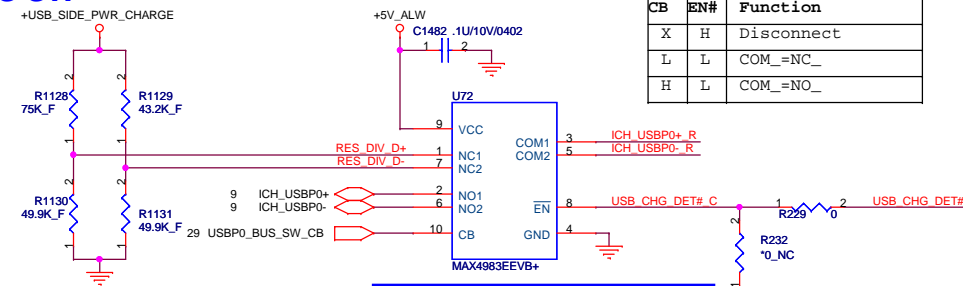 +USB_SIDE_PWR_CHARGE
+5V_ALW
C1482 .1U/10V/0402
1 2
CB EN# Function
X H Disconnect
L L COM_=NC_
H L COM_=NO_
2 2
R1128
75K_F
R1129
43.2K_F
1 1
U72
9 VCC
RES_DIV_D+ 1 NC1
RES_DIV_D- 7 NC2
COM1 3 ICH_USBP0+_R
COM2 5 ICH_USBP0-_R
2 2
R1130
49.9K_F
R1131
49.9K_F
1 1
9 ICH_USBP0+ 2 NO1
9 ICH_USBP0- 6 NO2
29 USBP0_BUS_SW_CB 10 CB
EN 8 USB_CHG_DET#_C
GND 4
MAX4983EEVB+
1 R229 0 2 USB_CHG_DET#
2
R232
*0_NC
1